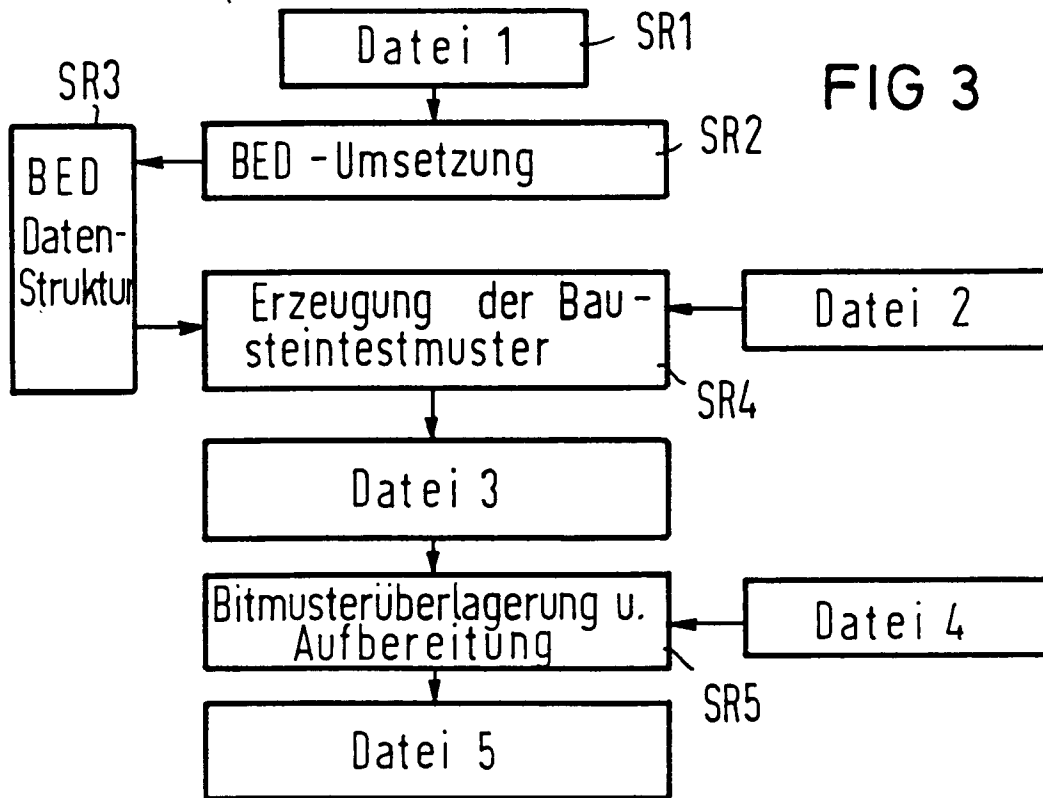 Datei 1
SR1
FIG 3
SR3
BED-Umsetzung
SR2
BED
Daten-
Struktur
Erzeugung der Bau-
steintestmuster
Datei 2
SR4
Datei 3
Bitmusterüberlagerung u.
Aufbereitung
Datei 4
SR5
Datei 5